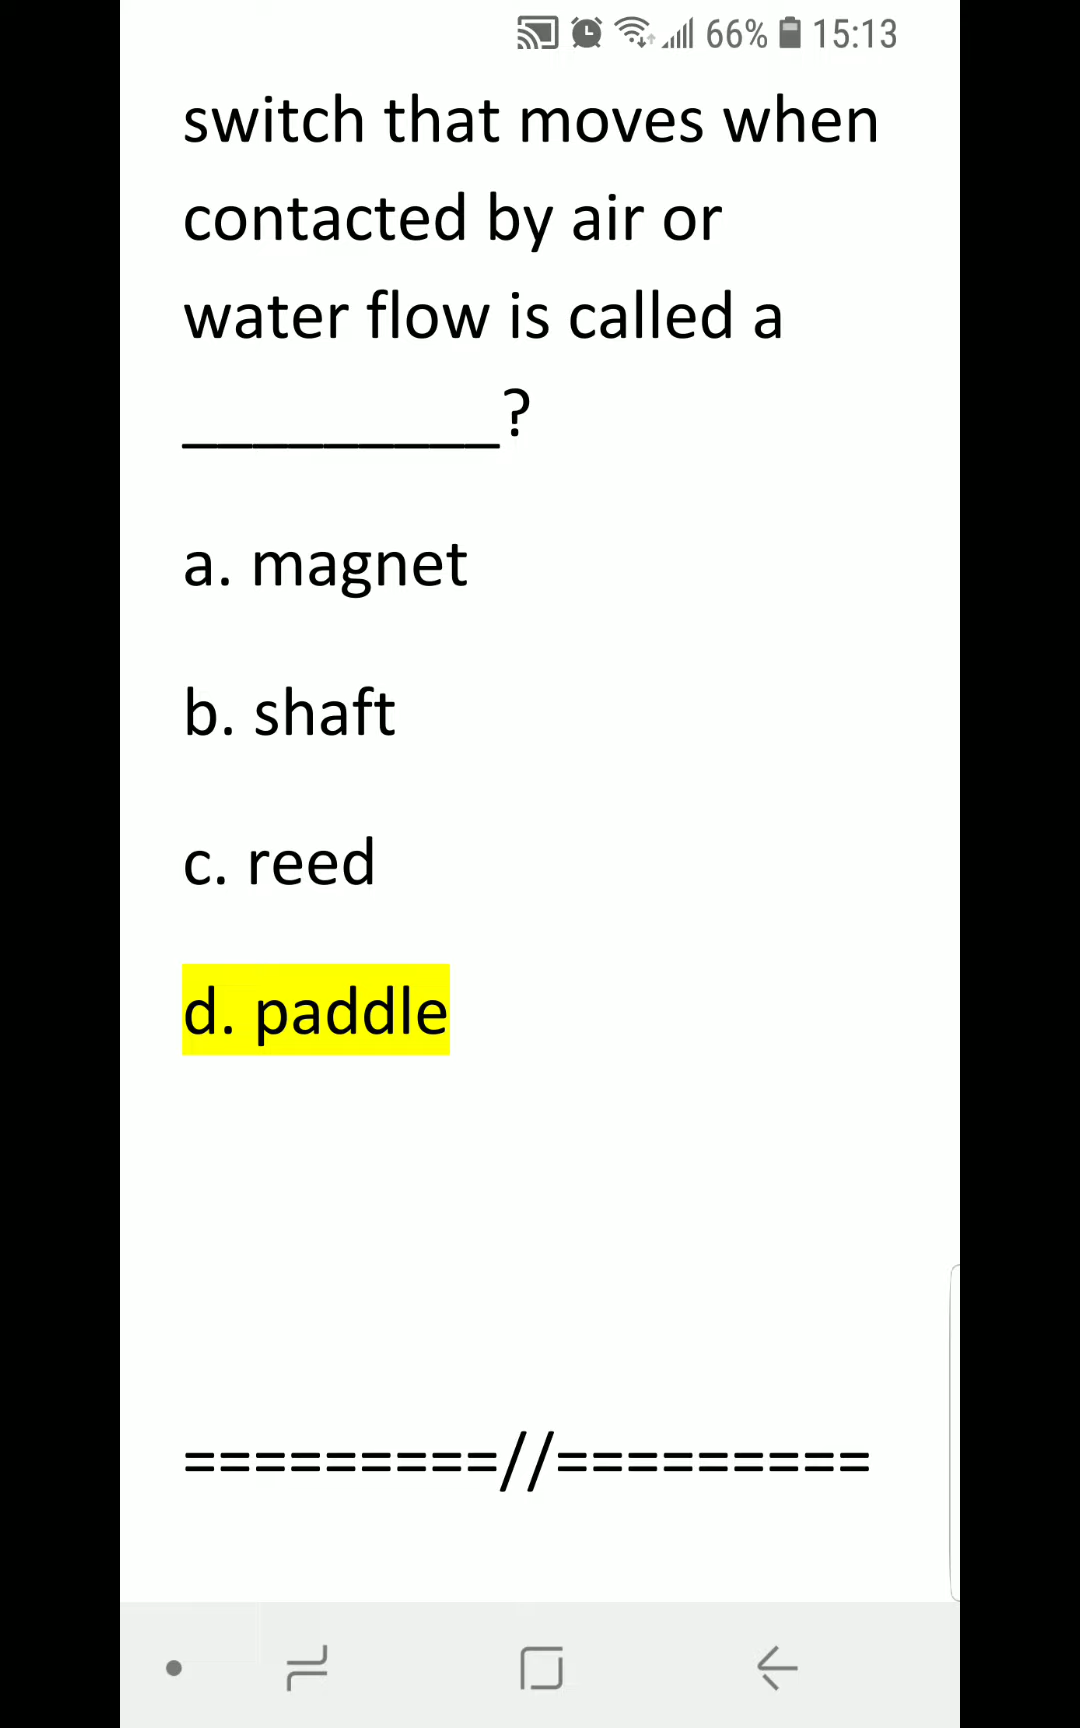 66% 15:13
switch that moves when
contacted by air or
water flow is called a
_________?
a. magnet
b. shaft
c. reed
d. paddle
=========//=========